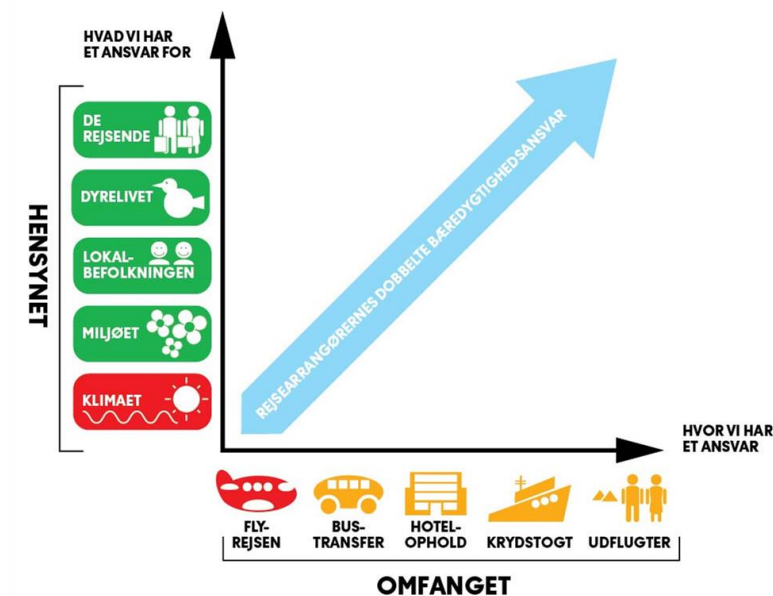 HVAD VI HAR
ET ANSVAR FOR
DE
REJSENDE
DYRELIVET
LOKAL-
BEFOLKNINGEN
MILJØET
KLIMAET
HENSYNET
REJSEARRANGØRERNES DOBBELTE BÆREDYGTIGHEDSANSVAR
HVOR VI HAR
ET ANSVAR
FLY-
REJSEN
BUS-
TRANSFER
HOTEL-
OPHOLD
KRYDSTOGT
UDFLUGTER
OMFANGET